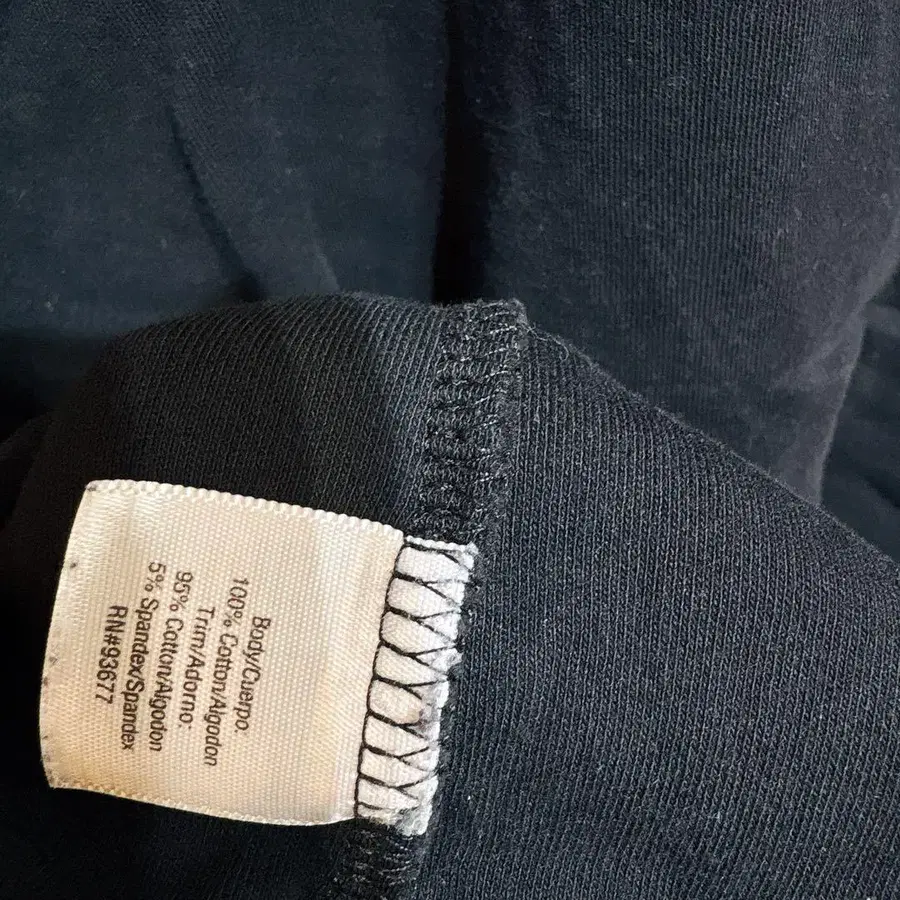 Body/Cuerpo:
100% Cotton/Algodon
Trim/Adorno:
95% Cotton/Algodon
5% Spandex/Spandex
RN#93677